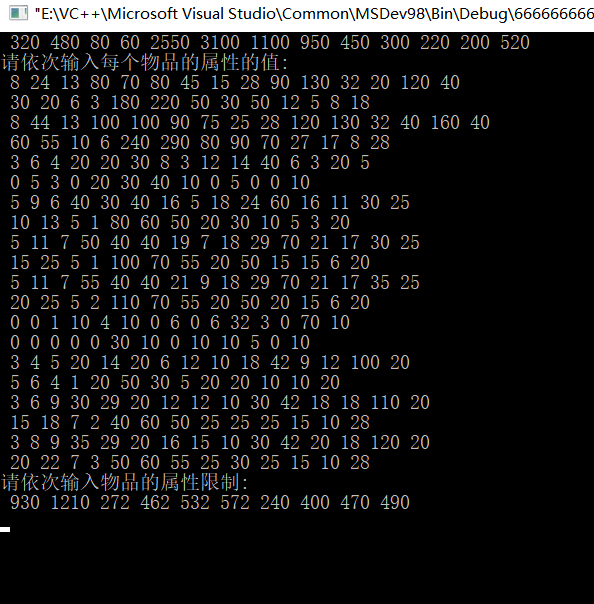 "E:\VC++\Microsoft Visual Studio\Common\MSDev98\Bin\Debug\666666666
320 480 80 60 2550 3100 1100 950 450 300 220 200 520
请依次输入每个物品的属性的值:
8 24 13 80 70 80 45 15 28 90 130 32 20 120 40
30 20 6 3 180 220 50 30 50 12 5 8 18
8 44 13 100 100 90 75 25 28 120 130 32 40 160 40
60 55 10 6 240 290 80 90 70 27 17 8 28
3 6 4 20 20 30 8 3 12 14 40 6 3 20 5
0 5 3 0 20 30 40 10 0 5 0 0 10
5 9 6 40 30 40 16 5 18 24 60 16 11 30 25
10 13 5 1 80 60 50 20 30 10 5 3 20
5 11 7 50 40 40 19 7 18 29 70 21 17 30 25
15 25 5 1 100 70 55 20 50 15 15 6 20
5 11 7 55 40 40 21 9 18 29 70 21 17 35 25
20 25 5 2 110 70 55 20 50 20 15 6 20
0 0 1 10 4 10 0 6 0 6 32 3 0 70 10
0 0 0 0 0 30 10 0 10 10 5 0 10
3 4 5 20 14 20 6 12 10 18 42 9 12 100 20
5 6 4 1 20 50 30 5 20 20 10 10 20
3 6 9 30 29 20 12 12 10 30 42 18 18 110 20
15 18 7 2 40 60 50 25 25 25 15 10 28
3 8 9 35 29 20 16 15 10 30 42 20 18 120 20
20 22 7 3 50 60 55 25 30 25 15 10 28
请依次输入物品的属性限制:
930 1210 272 462 532 572 240 400 470 490